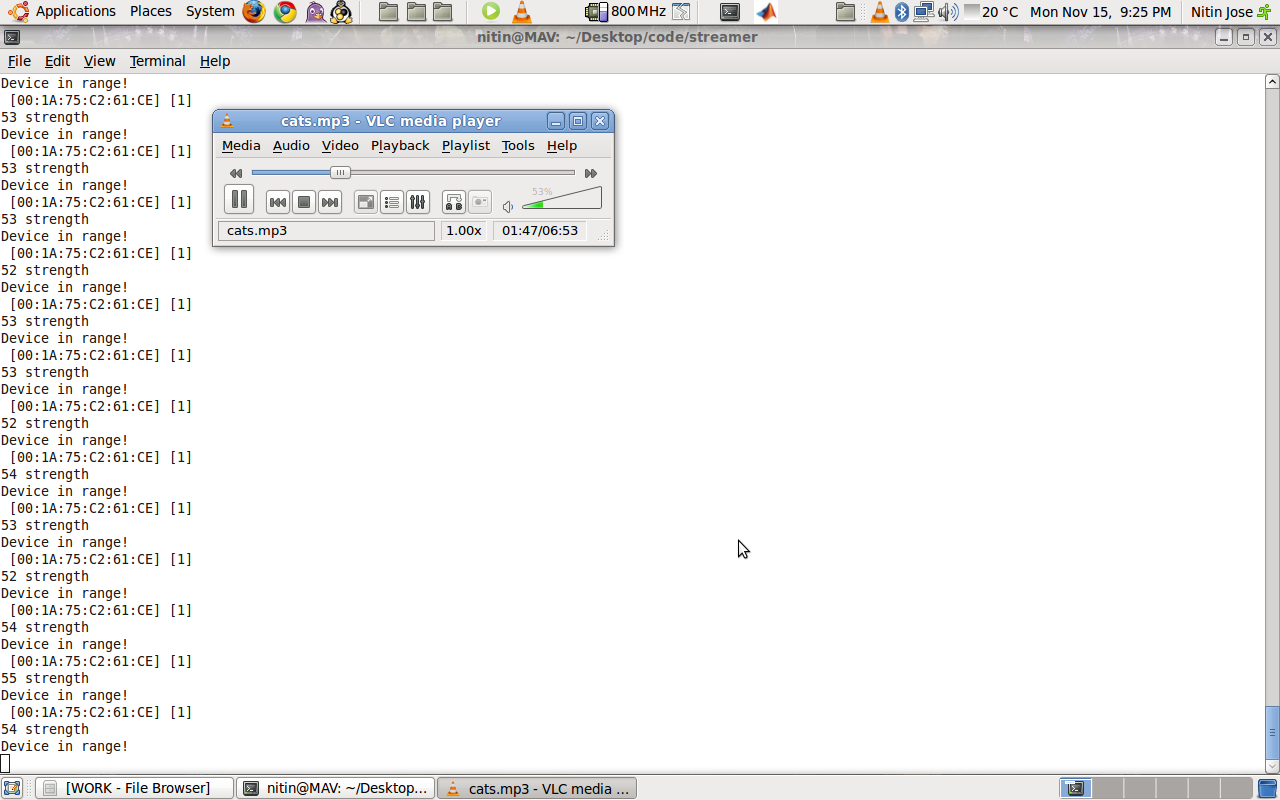 Applications Places System 800 MHz 20 °C Mon Nov 15, 9:25 PM Nitin Jose
nitin@MAV: ~/Desktop/code/streamer
File Edit View Terminal Help
Device in range!
[00:1A:75:C2:61:CE] [1]
53 strength
Device in range!
[00:1A:75:C2:61:CE] [1]
53 strength
Device in range!
[00:1A:75:C2:61:CE] [1]
53 strength
Device in range!
[00:1A:75:C2:61:CE] [1]
52 strength
Device in range!
[00:1A:75:C2:61:CE] [1]
53 strength
Device in range!
[00:1A:75:C2:61:CE] [1]
53 strength
Device in range!
[00:1A:75:C2:61:CE] [1]
52 strength
Device in range!
[00:1A:75:C2:61:CE] [1]
54 strength
Device in range!
[00:1A:75:C2:61:CE] [1]
53 strength
Device in range!
[00:1A:75:C2:61:CE] [1]
52 strength
Device in range!
[00:1A:75:C2:61:CE] [1]
54 strength
Device in range!
[00:1A:75:C2:61:CE] [1]
55 strength
Device in range!
[00:1A:75:C2:61:CE] [1]
54 strength
Device in range!
cats.mp3 - VLC media player
Media Audio Video Playback Playlist Tools Help
53%
A B
cats.mp3 1.00x 01:47/06:53
[WORK - File Browser] nitin@MAV: ~/Desktop... cats.mp3 - VLC media ...